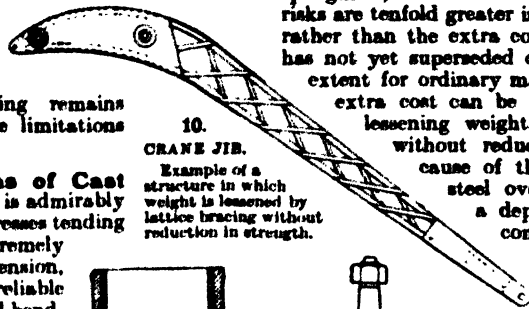 risks are tenfold greater i
rather than the extra co
has not yet superseded
extent for ordinary m
extra cost can be
lessening weight
without redu
cause of th
steel ov
a dep
con
ing remains
e limitations
s of Cast
is admirably
resses tending
remely
ension,
reliable
10.
CRANE JIB.
Example of a
structure in which
weight is lessened by
lattice bracing without
reduction in strength.